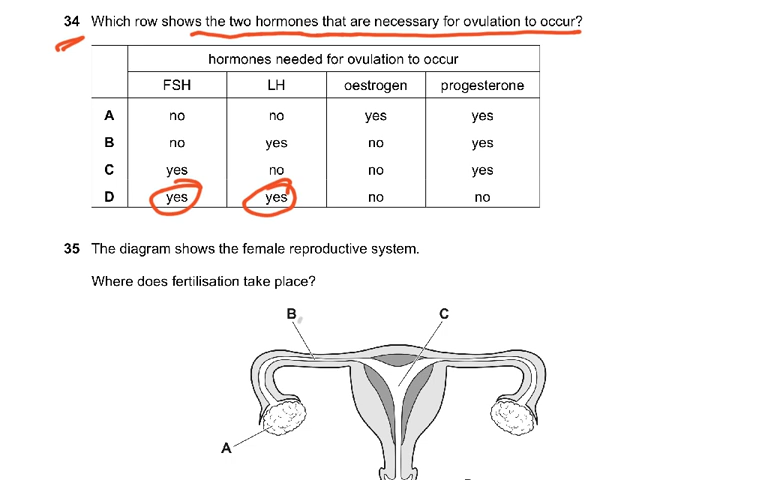 34 Which row shows the two hormones that are necessary for ovulation to occur?
hormones needed for ovulation to occur
FSH LH oestrogen progesterone
A no no yes yes
B no yes no yes
C yes no no yes
D yes yes no no
35 The diagram shows the female reproductive system.
Where does fertilisation take place?
B C
A